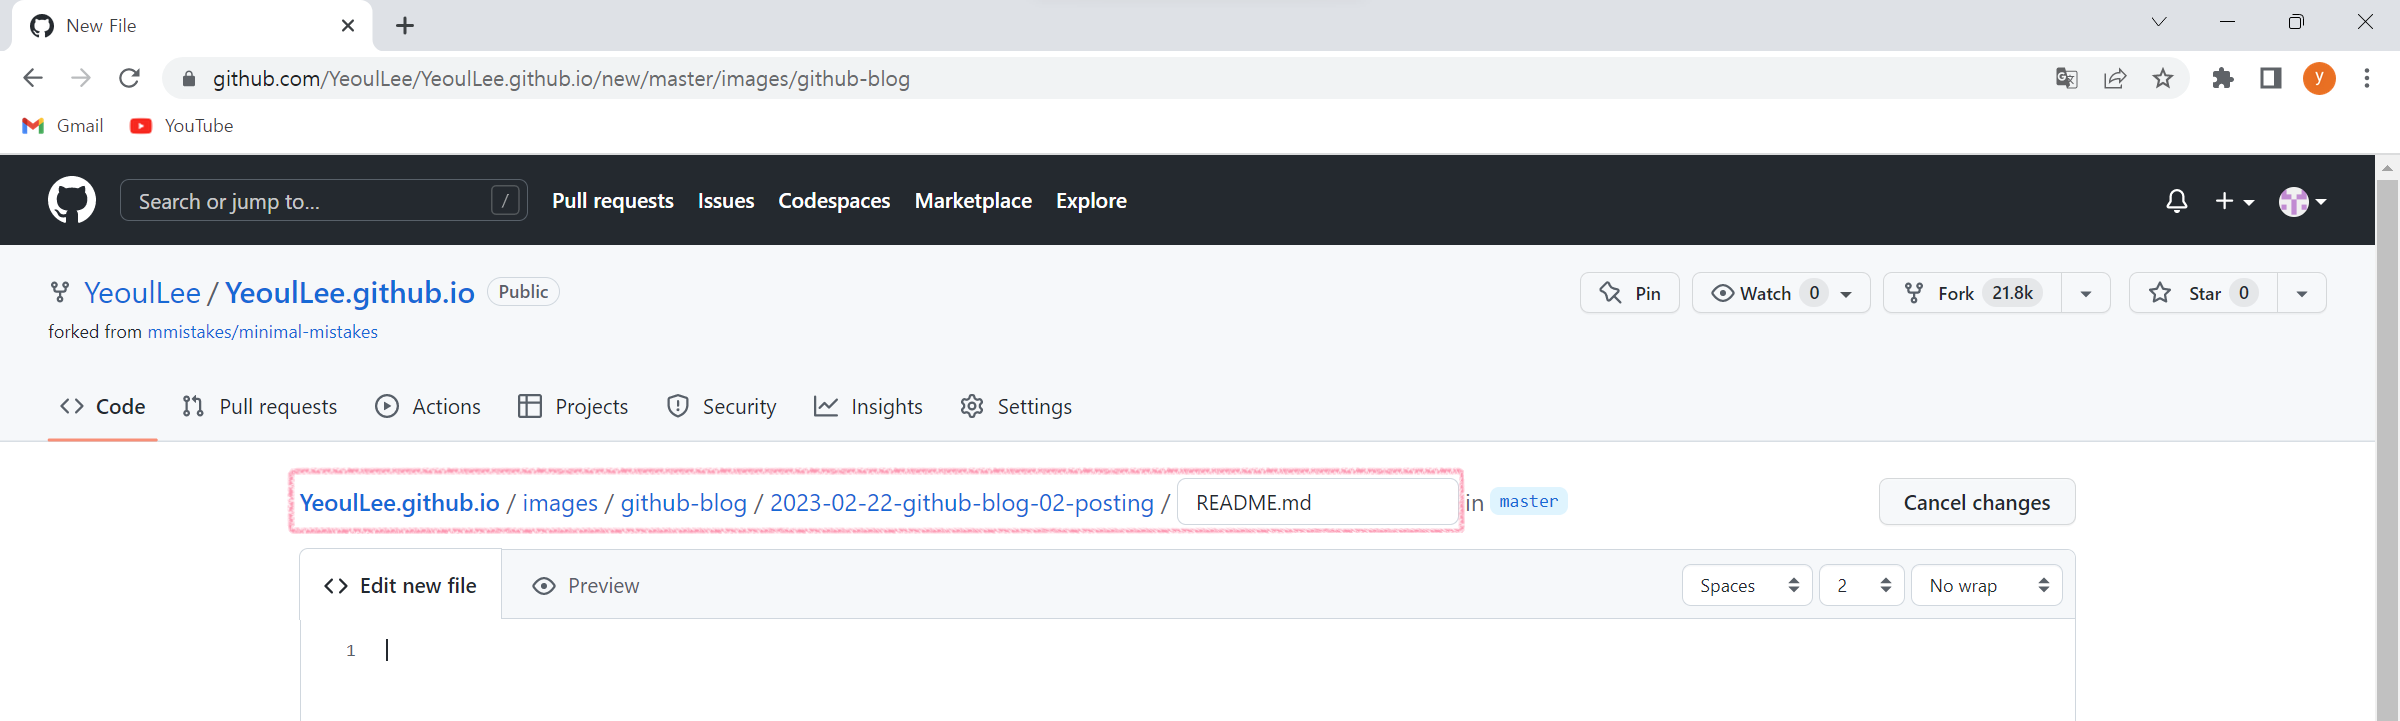 New File
github.com/YeoulLee/YeoulLee.github.io/new/master/images/github-blog
y
Gmail YouTube
Search or jump to... / Pull requests Issues Codespaces Marketplace Explore
YeoulLee / YeoulLee.github.io Public Pin Watch 0 Fork 21.8k Star 0
forked from mmistakes/minimal-mistakes
Code Pull requests Actions Projects Security Insights Settings
YeoulLee.github.io / images / github-blog / 2023-02-22-github-blog-02-posting / README.md in master Cancel changes
Edit new file Preview Spaces 2 No wrap
1